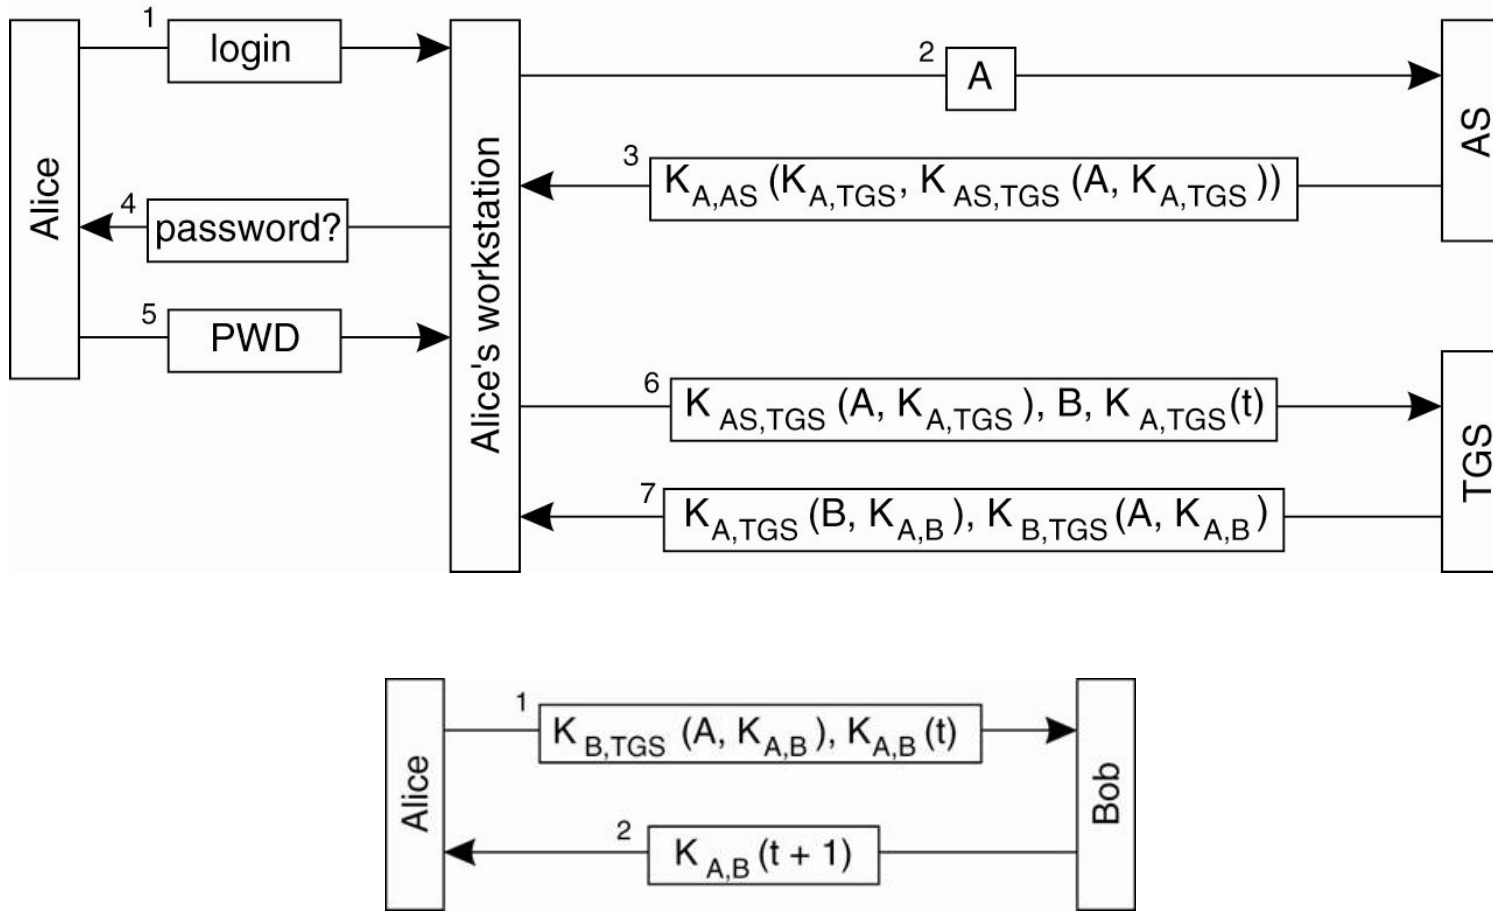 Alice
1
login
4
password?
5
PWD
Alice's workstation
2
A
3
K A,AS (K A,TGS, K AS,TGS (A, K A,TGS ))
AS
6
K AS,TGS (A, K A,TGS ), B, K A,TGS(t)
7
K A,TGS (B, K A,B ), K B,TGS (A, K A,B )
TGS
Alice
1
K B,TGS (A, K A,B ), K A,B (t)
2
K A,B (t + 1)
Bob